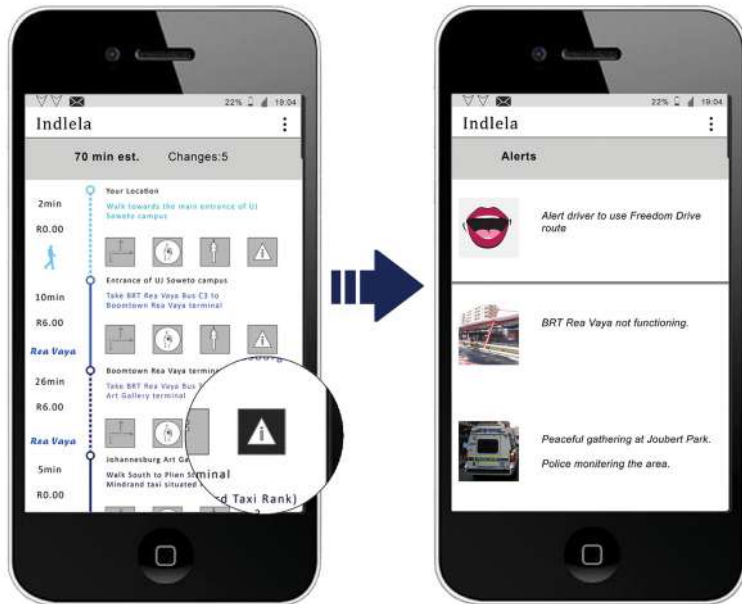 22% 19:04
Indlela
70 min est. Changes:5
2min
R0.00
Your Location
Walk towards the main entrance of UJ
Soweto campus
10min
R6.00
Rea Vaya
Entrance of UJ Soweto campus
Take BRT Rea Vaya Bus C3 to
Boomtown Rea Vaya terminal
26min
R6.00
Rea Vaya
Boomtown Rea Vaya termin
Take BRT Rea Vaya Bus
Art Gallery terminal
5min
R0.00
Johannesburg Art Ga
Walk South to Plien S
Mindrand taxi situated
minal
rd Taxi Rank)
22% 19:04
Indlela
Alerts
Alert driver to use Freedom Drive
route
BRT Rea Vaya not functioning.
Peaceful gathering at Joubert Park.
Police monitering the area.